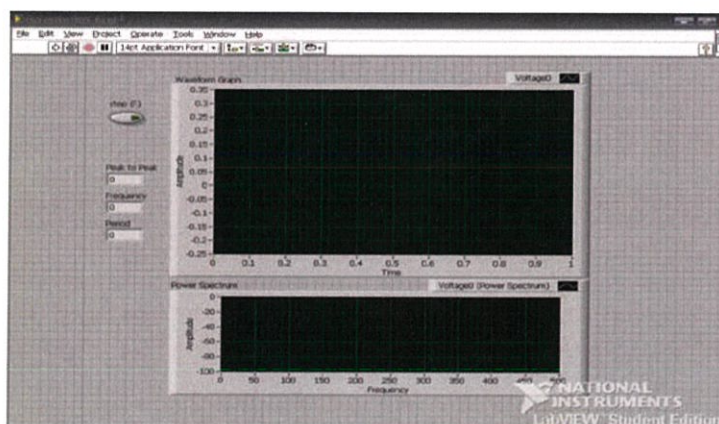 File Edit View Project Operate Tools Window Help
14pt Application Font
Waveform Graph
Voltage0
stop (F)
Peak to Peak
0
Frequency
0
Period
0
Amplitude
0.35
0.3
0.25
0.2
0.15
0.1
0.05
0
-0.05
-0.1
-0.15
-0.2
-0.25
0 0.1 0.2 0.3 0.4 0.5 0.6 0.7 0.8 0.9 1
Time
Power Spectrum
Voltage0 (Power Spectrum)
Amplitude
0
-20
-40
-60
-80
-100
0 50 100 150 200 250 300 350 400 450 500
Frequency
NATIONAL
INSTRUMENTS
LabVIEW Student Edition